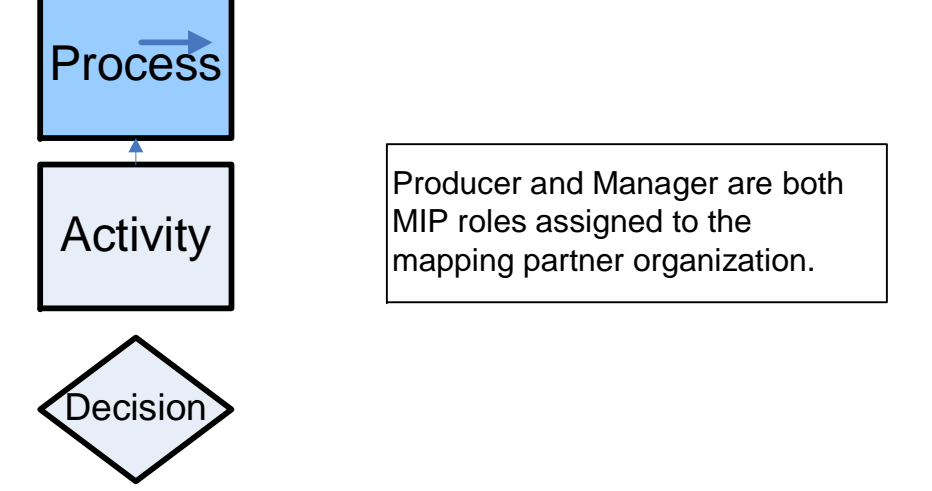 Process
Activity
Producer and Manager are both
MIP roles assigned to the
mapping partner organization.
Decision